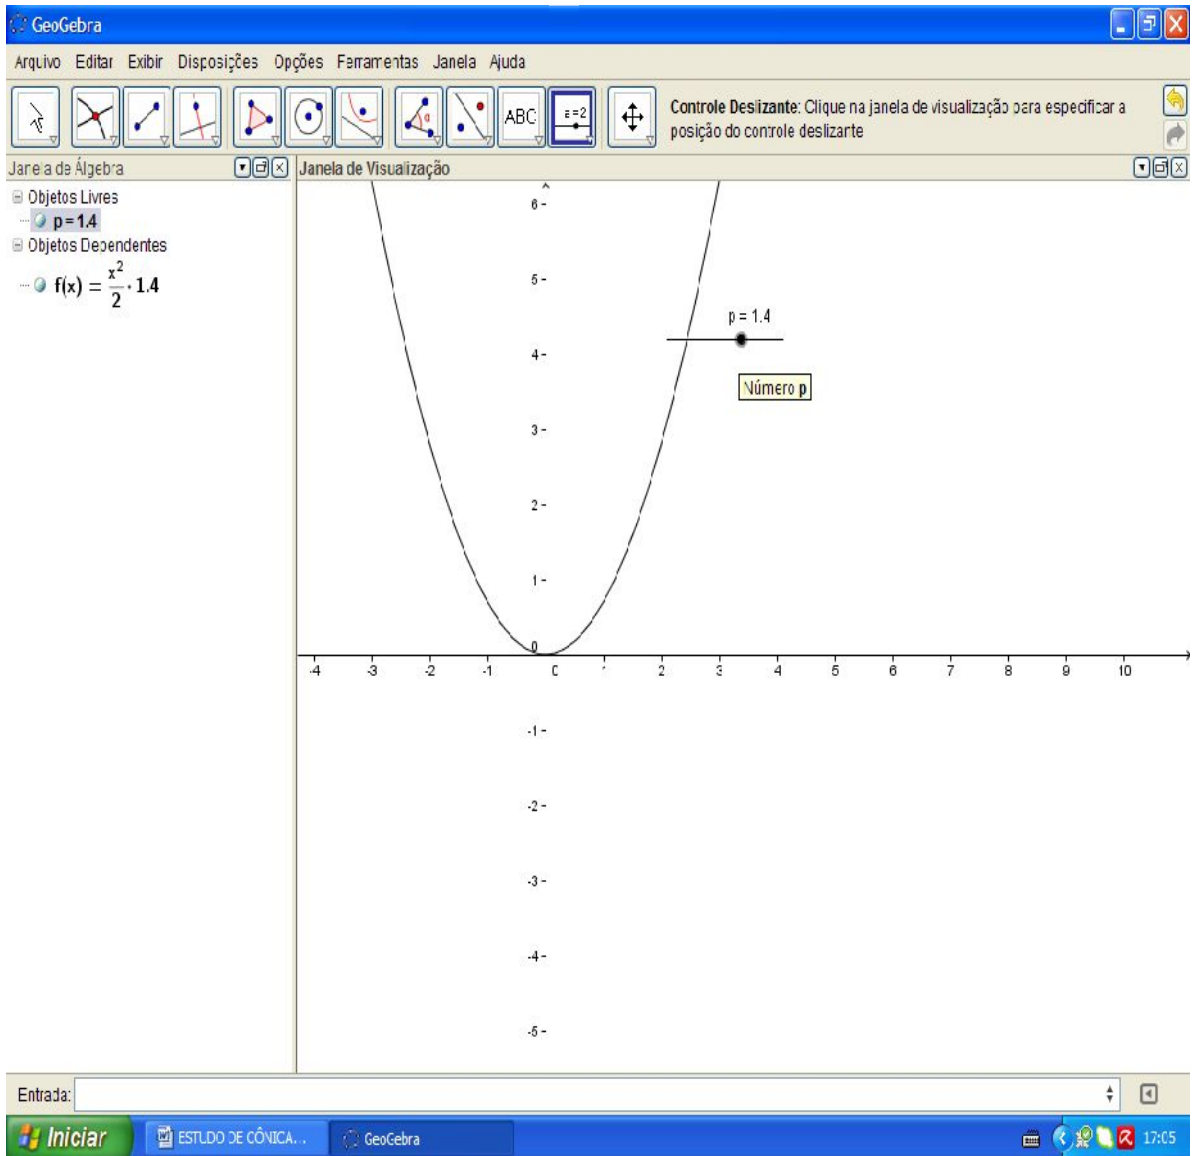 GeoGebra
Arquivo Editar Exibir Disposições Opções Ferramentas Janela Ajuda
ABC
a=2
Controle Deslizante: Clique na janela de visualização para especificar a
posição do controle deslizante
Janela de Álgebra
Janela de Visualização
Objetos Livres
p = 1.4
Objetos Dependentes
f(x) = x²/2 · 1.4
6
5
p = 1.4
4
Número p
3
2
1
0
-4 -3 -2 -1 0 1 2 3 4 5 6 7 8 9 10
-1
-2
-3
-4
-5
Entrada:
Iniciar
ESTUDO DE CÔNICA...
GeoGebra
17:05